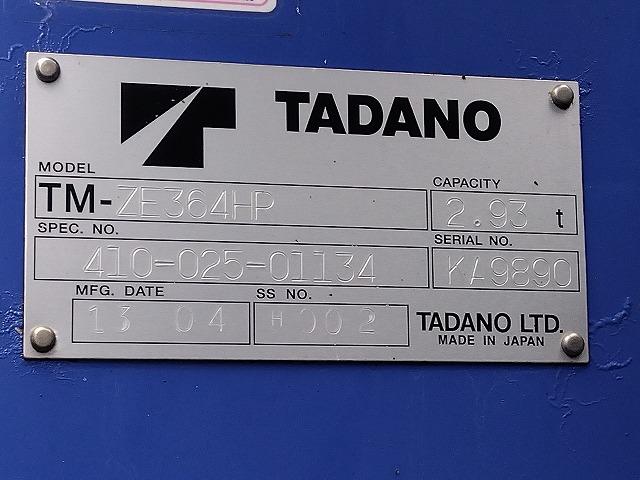 TADANO
MODEL
TM-ZE364HP
CAPACITY
2.93 t
SPEC. NO.
410-025-01134
SERIAL NO.
KA9890
MFG. DATE
13 04
SS NO.
H002
TADANO LTD.
MADE IN JAPAN